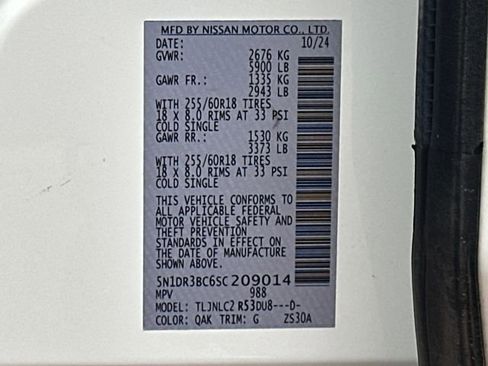 MFD BY NISSAN MOTOR CO., LTD.
DATE: 10/24
GVWR: 2676 KG
5900 LB
GAWR FR.: 1335 KG
2943 LB
WITH 255/60R18 TIRES
18 X 8.0 RIMS AT 33 PSI
COLD SINGLE
GAWR RR.: 1530 KG
3373 LB
WITH 255/60R18 TIRES
18 X 8.0 RIMS AT 33 PSI
COLD SINGLE
THIS VEHICLE CONFORMS TO
ALL APPLICABLE FEDERAL
MOTOR VEHICLE SAFETY AND
THEFT PREVENTION
STANDARDS IN EFFECT ON
THE DATE OF MANUFACTURE
SHOWN ABOVE.
5N1DR3BC6SC209014
MPV 988
MODEL: TLJNLC2 R53DU8---D-
COLOR: QAK TRIM: G ZS30A